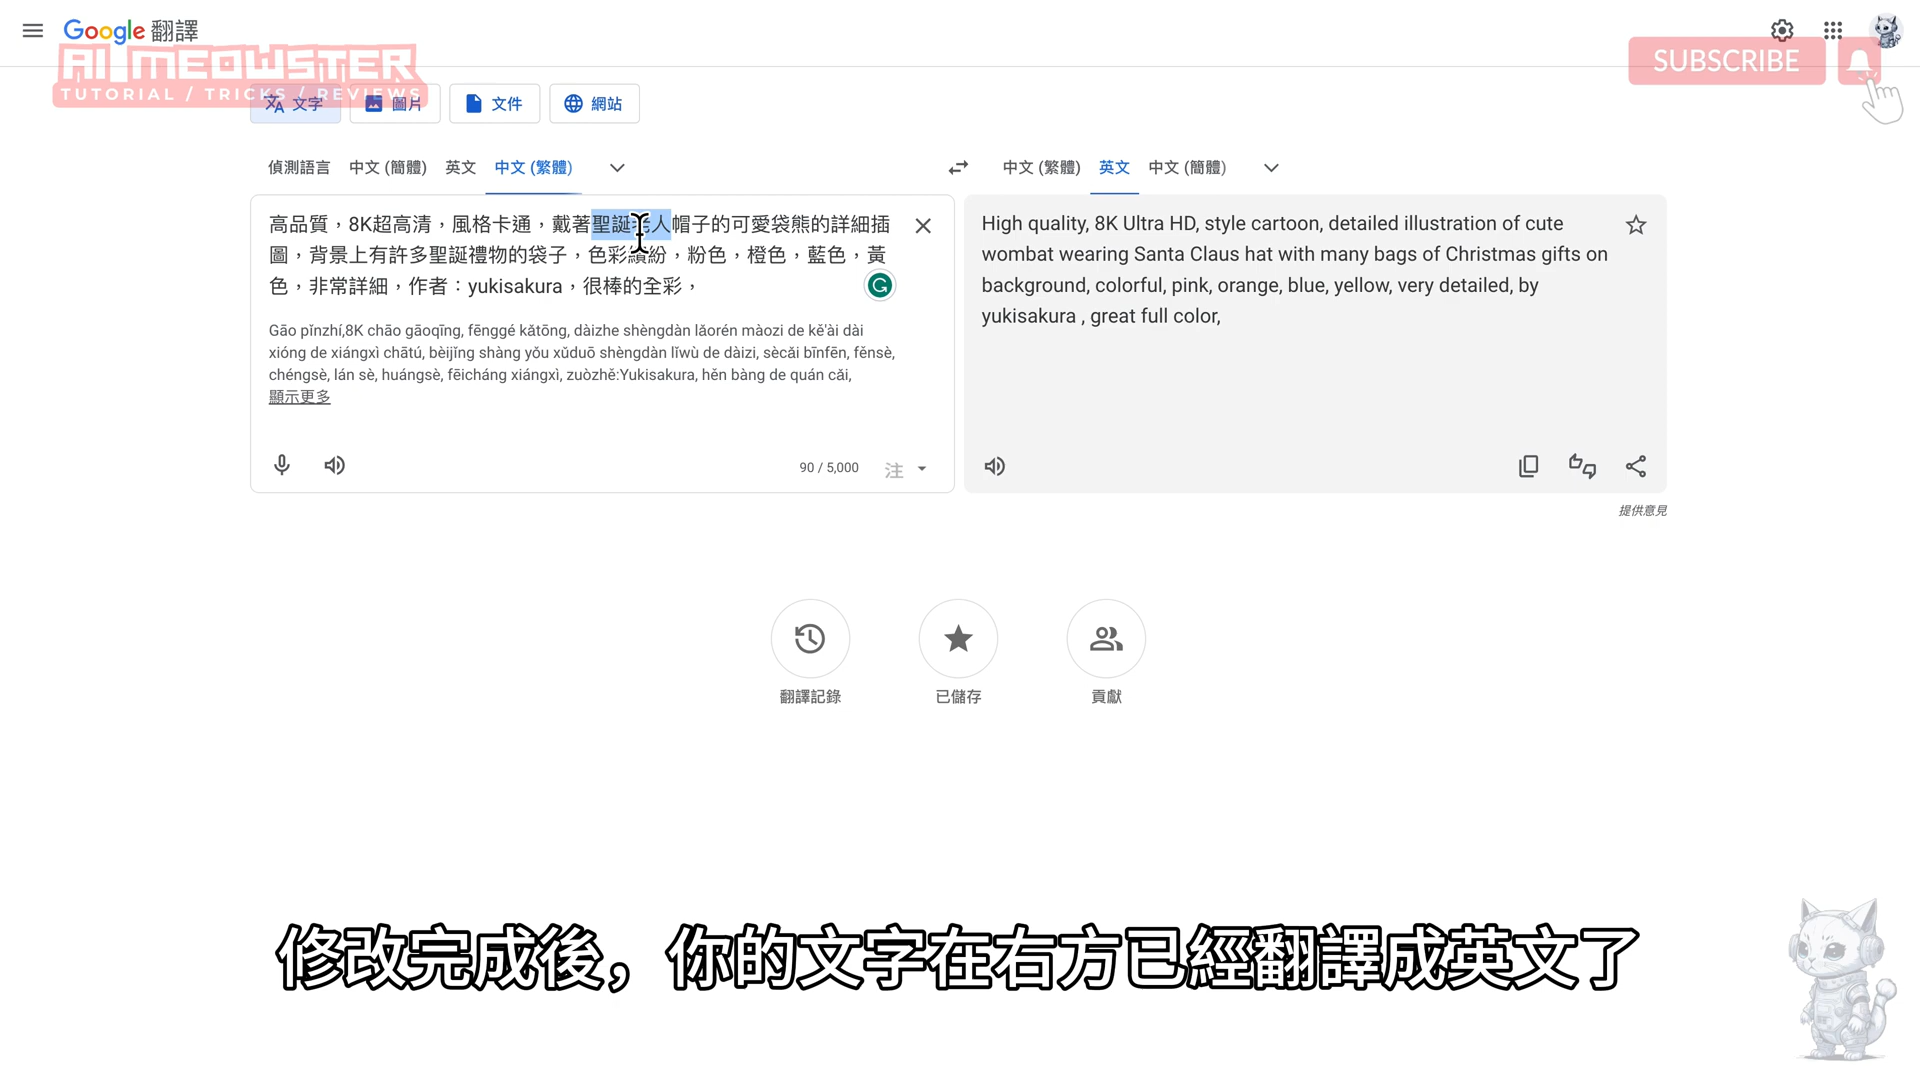 Google 翻譯
AI MEOWSTER
TUTORIAL / TRICKS / REVIEWS
SUBSCRIBE
文字
圖片
文件
網站
偵測語言 中文 (簡體) 英文 中文 (繁體)
中文 (繁體) 英文 中文 (簡體)
高品質，8K超高清，風格卡通，戴著聖誕老人帽子的可愛袋熊的詳細插
圖，背景上有許多聖誕禮物的袋子，色彩繽紛，粉色，橙色，藍色，黃
色，非常詳細，作者：yukisakura，很棒的全彩，
Gāo pǐnzhí,8K chāo gāoqīng, fēnggé kǎtōng, dàizhe shèngdàn lǎorén màozi de kě'ài dài
xióng de xiángxì chātú, bèijǐng shàng yǒu xǔduō shèngdàn lǐwù de dàizi, sècǎi bīnfēn, fěnsè,
chéngsè, lán sè, huángsè, fēicháng xiángxì, zuòzhě:Yukisakura, hěn bàng de quán cǎi,
顯示更多
90 / 5,000
注
High quality, 8K Ultra HD, style cartoon, detailed illustration of cute
wombat wearing Santa Claus hat with many bags of Christmas gifts on
background, colorful, pink, orange, blue, yellow, very detailed, by
yukisakura , great full color,
提供意見
翻譯記錄
已儲存
貢獻
修改完成後，你的文字在右方已經翻譯成英文了